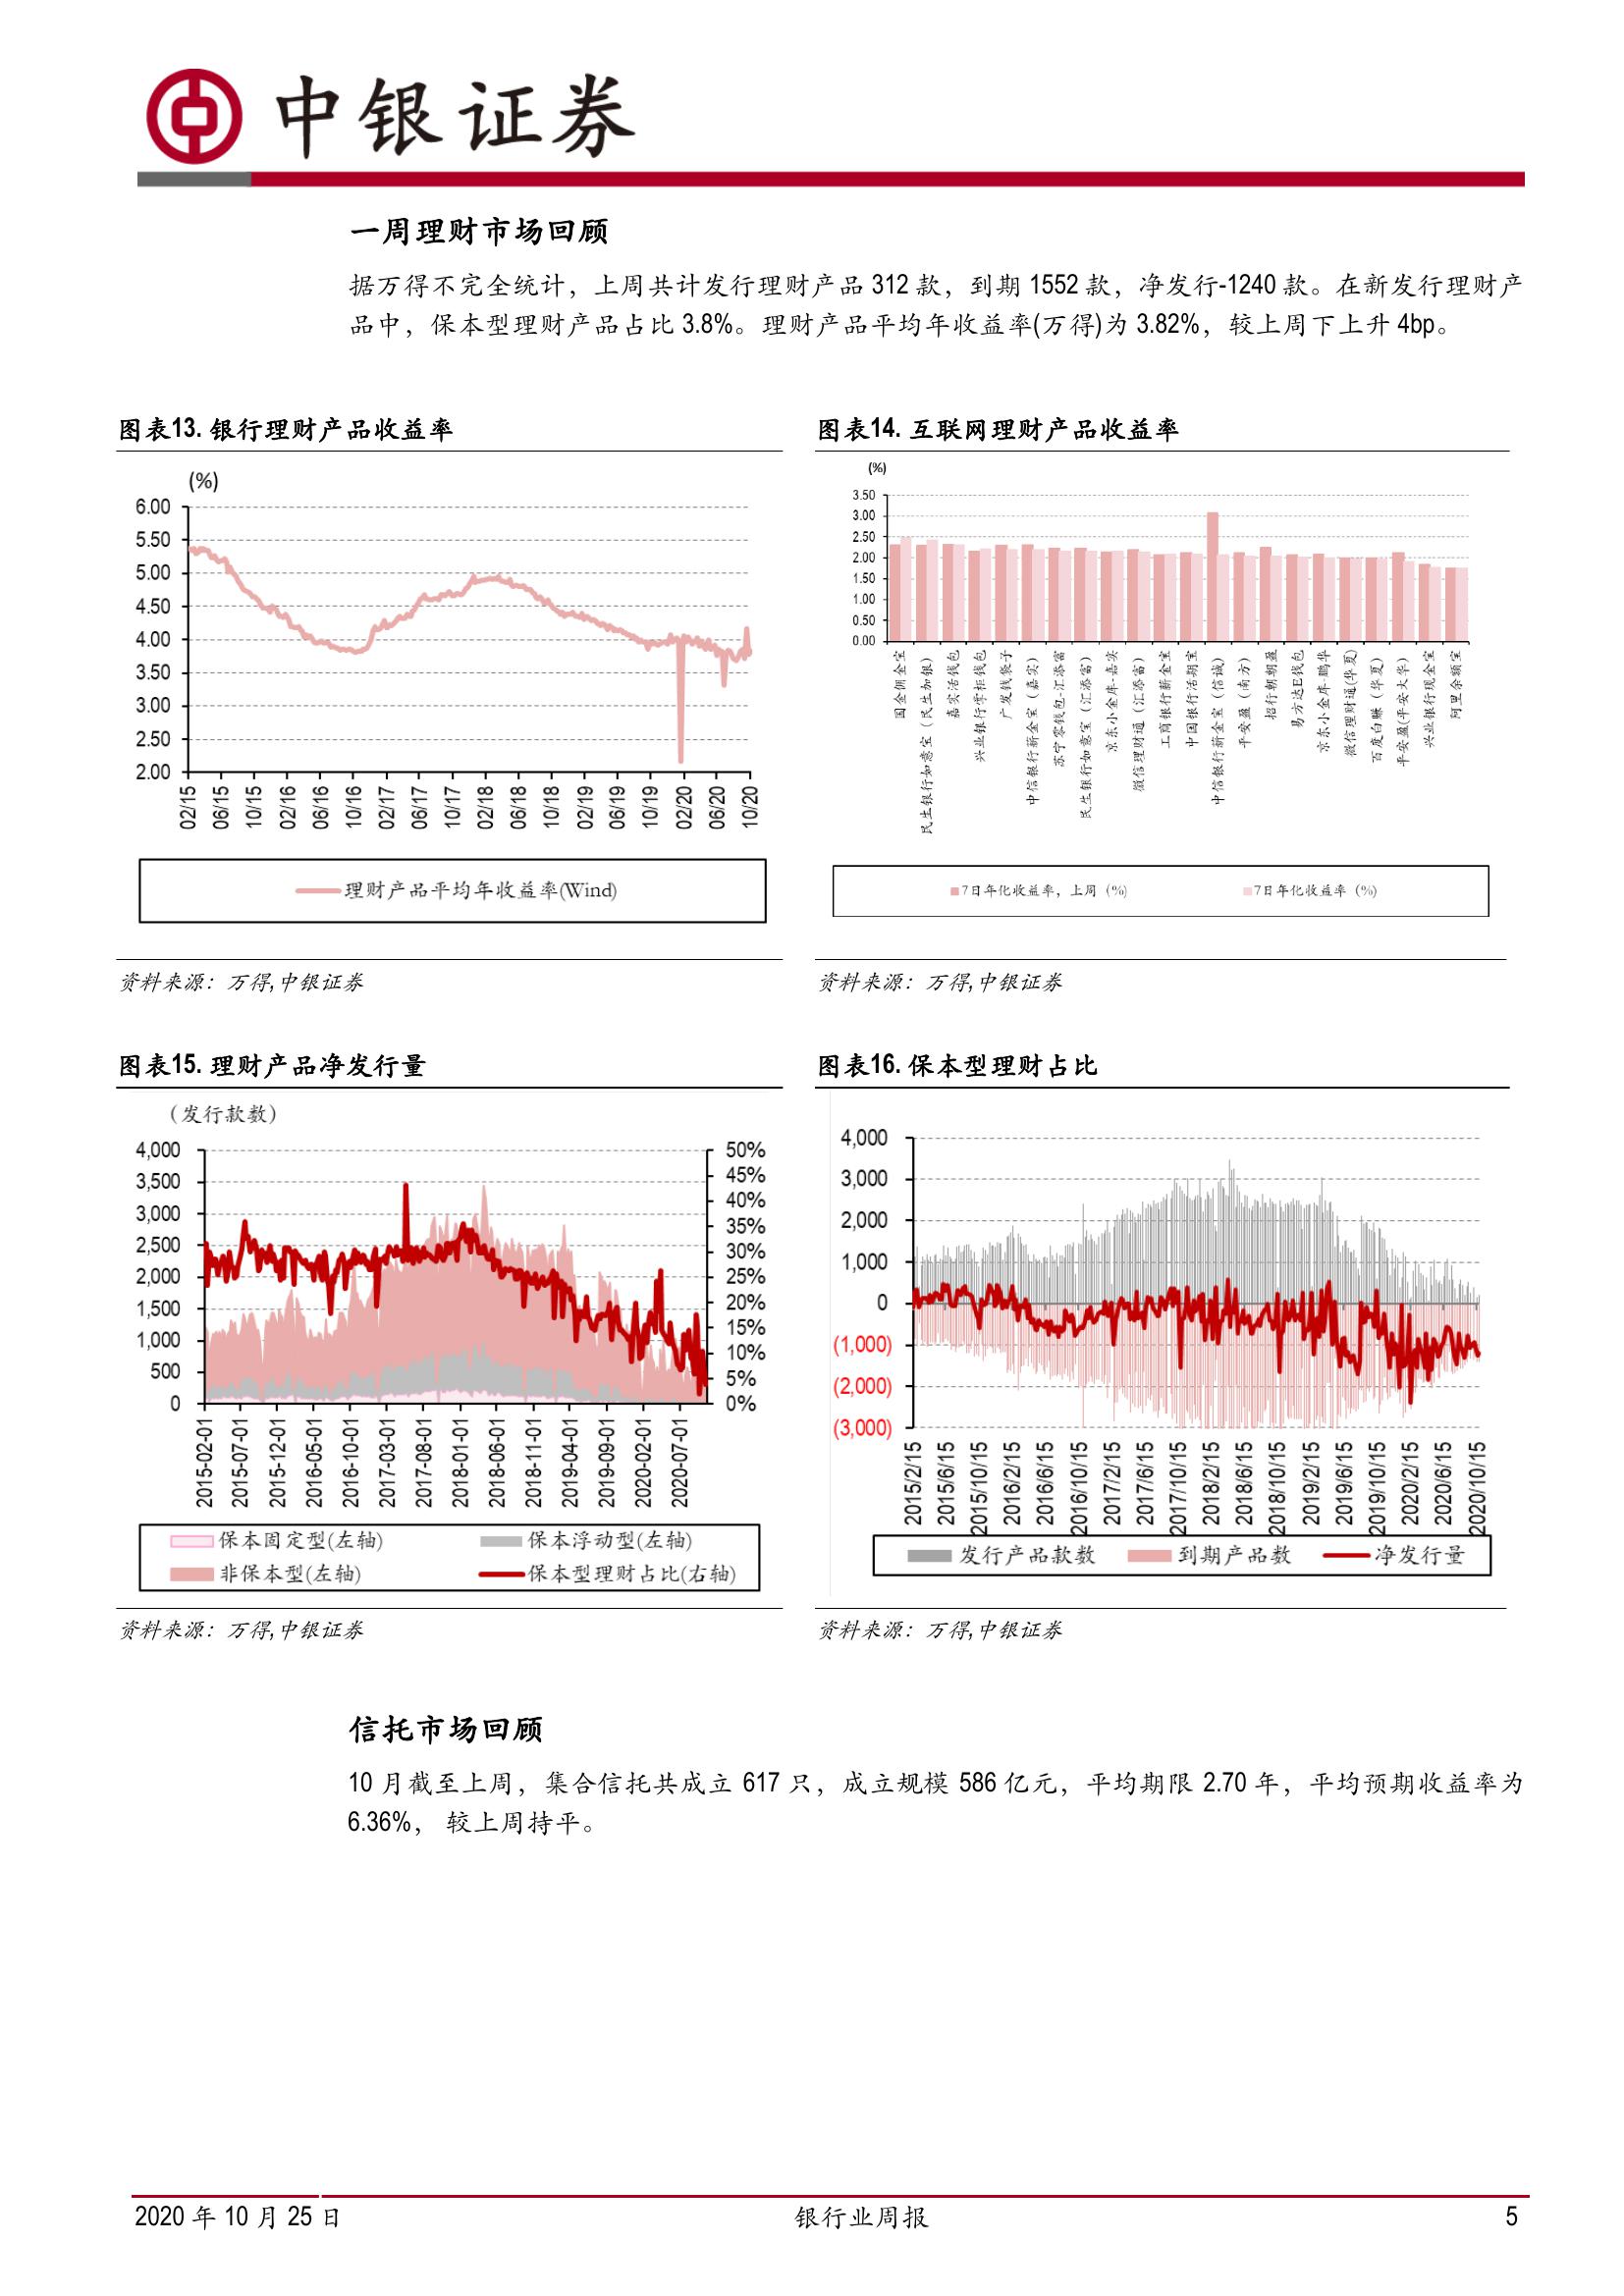 中银证券
一周理财市场回顾
据万得不完全统计，上周共计发行理财产品 312 款，到期 1552 款，净发行-1240 款。在新发行理财产
品中，保本型理财产品占比 3.8%。理财产品平均年收益率(万得)为 3.82%，较上周下上升 4bp。
图表13. 银行理财产品收益率
(%)
6.00
5.50
5.00
4.50
4.00
3.50
3.00
2.50
2.00
02/15
06/15
10/15
02/16
06/16
10/16
02/17
06/17
10/17
02/18
06/18
10/18
02/19
06/19
10/19
02/20
06/20
10/20
理财产品平均年收益率(Wind)
资料来源：万得,中银证券
图表14. 互联网理财产品收益率
(%)
3.50
3.00
2.50
2.00
1.50
1.00
0.50
0.00
国金佣金宝
民生银行如意宝（民生加银）
嘉实活钱包
兴业银行掌柜钱包
广发钱袋子
中信银行薪金宝（嘉实）
苏宁零钱包-汇添富
民生银行如意宝（汇添富）
京东小金库-嘉实
微信理财通（汇添富）
工商银行薪金宝
中国银行活期宝
中信银行薪金宝（信诚）
平安盈（南方）
招行朝朝盈
易方达E钱包
京东小金库-鹏华
微信理财通(华夏)
百度百赚（华夏）
平安盈(平安大华)
兴业银行现金宝
阿里余额宝
7日年化收益率，上周（%）
7日年化收益率（%）
资料来源：万得,中银证券
图表15. 理财产品净发行量
（发行款数）
4,000
3,500
3,000
2,500
2,000
1,500
1,000
500
0
50%
45%
40%
35%
30%
25%
20%
15%
10%
5%
0%
2015-02-01
2015-07-01
2015-12-01
2016-05-01
2016-10-01
2017-03-01
2017-08-01
2018-01-01
2018-06-01
2018-11-01
2019-04-01
2019-09-01
2020-02-01
2020-07-01
保本固定型(左轴)
保本浮动型(左轴)
非保本型(左轴)
保本型理财占比(右轴)
资料来源：万得,中银证券
图表16. 保本型理财占比
4,000
3,000
2,000
1,000
0
(1,000)
(2,000)
(3,000)
2015/2/15
2015/6/15
2015/10/15
2016/2/15
2016/6/15
2016/10/15
2017/2/15
2017/6/15
2017/10/15
2018/2/15
2018/6/15
2018/10/15
2019/2/15
2019/6/15
2019/10/15
2020/2/15
2020/6/15
2020/10/15
发行产品款数
到期产品数
净发行量
资料来源：万得,中银证券
信托市场回顾
10 月截至上周，集合信托共成立 617 只，成立规模 586 亿元，平均期限 2.70 年，平均预期收益率为
6.36%， 较上周持平。
2020 年 10 月 25 日
银行业周报
5